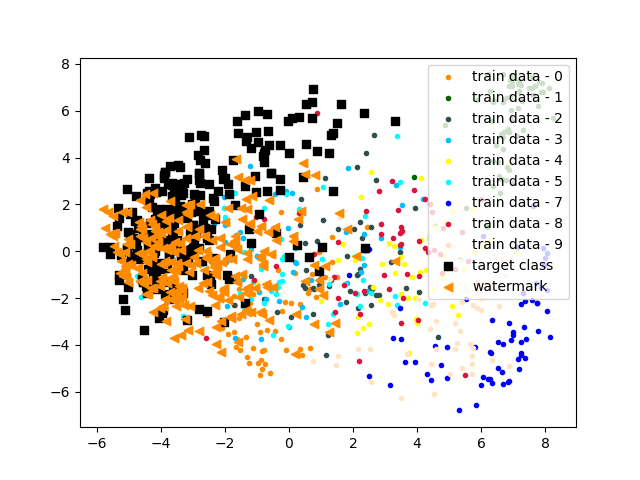 8
6
4
2
0
−2
−4
−6
−6
−4
−2
0
2
4
6
8
train data - 0
train data - 1
train data - 2
train data - 3
train data - 4
train data - 5
train data - 7
train data - 8
train data - 9
target class
watermark